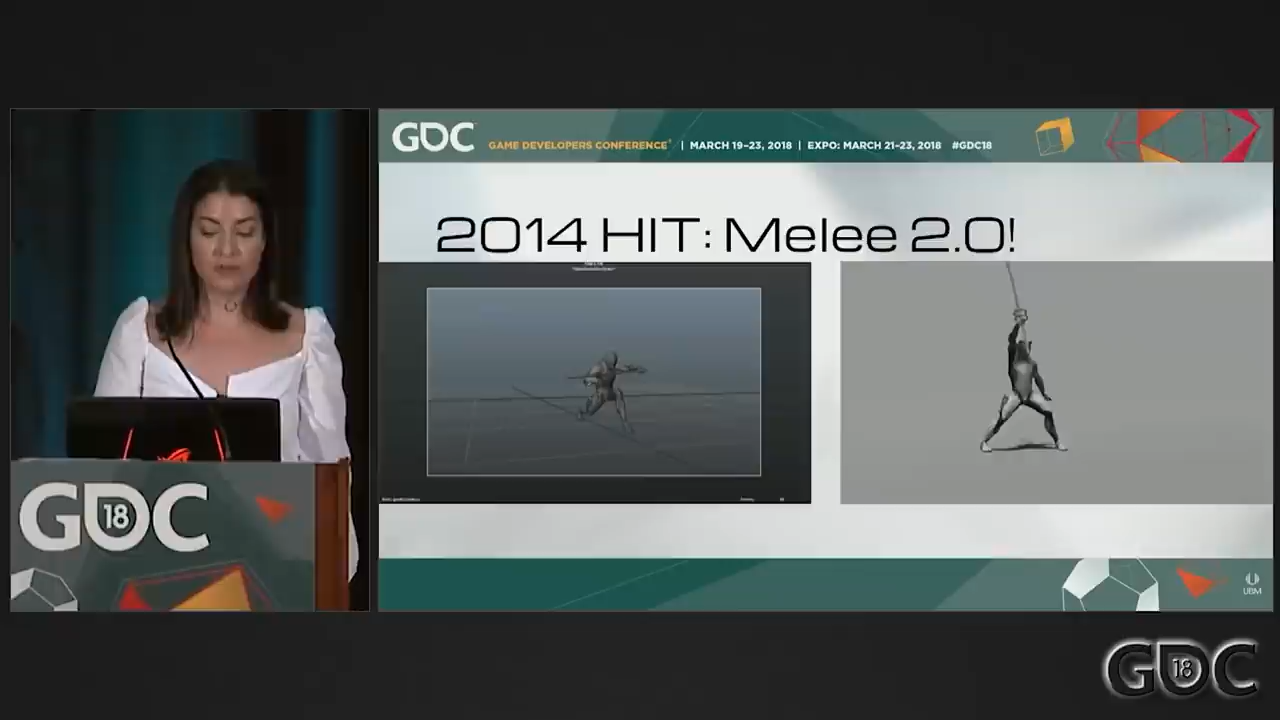 GDC GAME DEVELOPERS CONFERENCE | MARCH 19–23, 2018 | EXPO: MARCH 21–23, 2018 #GDC18
2014 HIT: Melee 2.0!
GDC
18
UBM
GDC
18